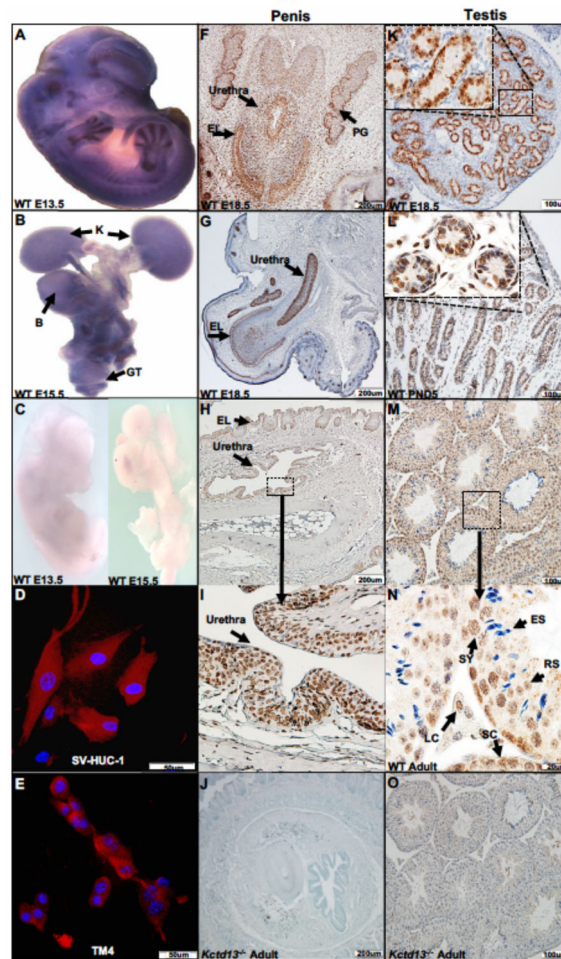 Penis
Testis
A
WT E13.5
F
Urethra
EL
PG
WT E18.5
200um
K
WT E18.5
100um
B
K
B
GT
WT E15.5
G
Urethra
EL
WT E18.5
200um
L
WT PND5
100um
C
WT E13.5
WT E15.5
H
EL
Urethra
200um
M
100um
D
SV-HUC-1
50um
I
Urethra
N
ES
SY
RS
LC
SC
WT Adult
20um
E
TM4
50um
J
Kctd13-/- Adult
200um
O
Kctd13-/- Adult
100um